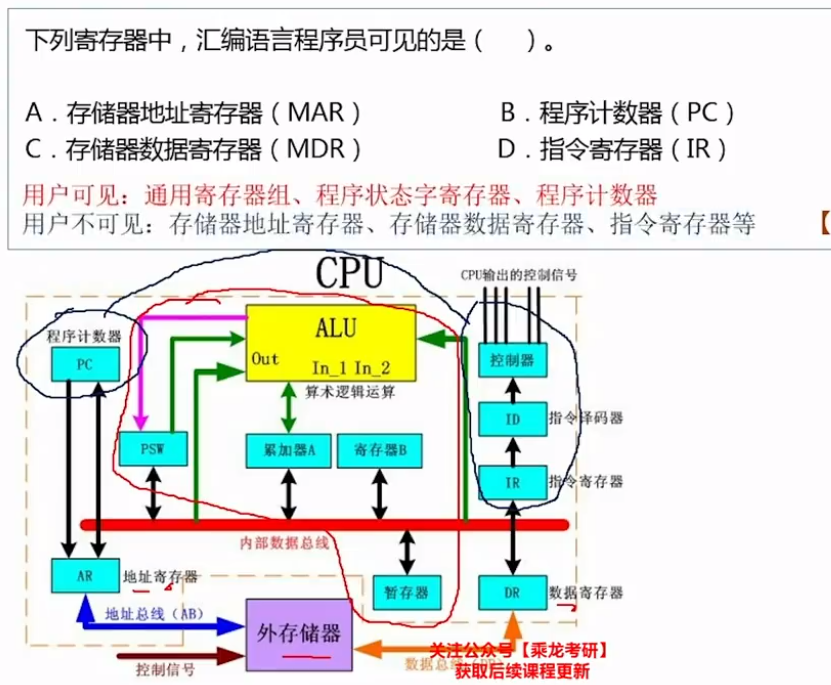 下列寄存器中，汇编语言程序员可见的是（ ）。
A．存储器地址寄存器（MAR） B．程序计数器（PC）
C．存储器数据寄存器（MDR） D．指令寄存器（IR）
用户可见：通用寄存器组、程序状态字寄存器、程序计数器
用户不可见：存储器地址寄存器、存储器数据寄存器、指令寄存器等 【
CPU
CPU输出的控制信号
程序计数器
PC
ALU
Out
In_1 In_2
算术逻辑运算
控制器
ID 指令译码器
PSW
累加器A
寄存器B
IR 指令寄存器
内部数据总线
AR 地址寄存器
暂存器
DR 数据寄存器
地址总线（AB）
外存储器
控制信号
数据总线
关注公众号【乘龙考研】
获取后续课程更新